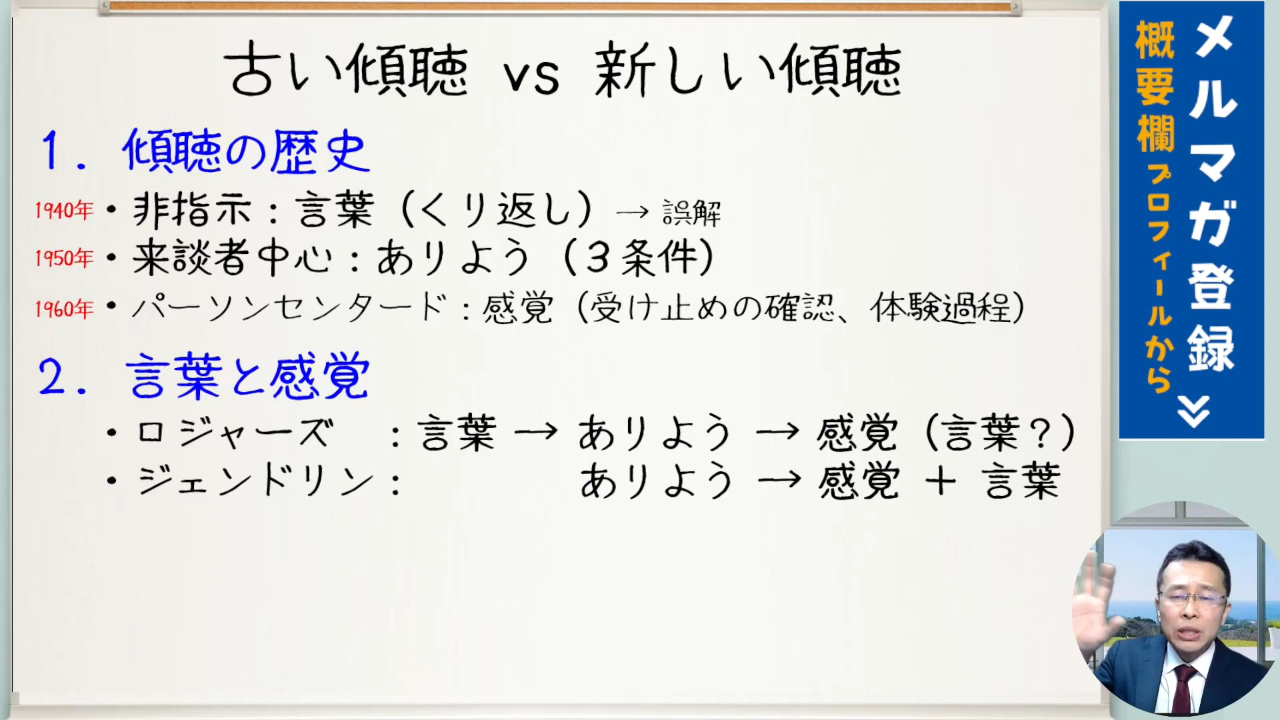 古い傾聴 vs 新しい傾聴
1. 傾聴の歴史
1940年・非指示：言葉（くり返し）→ 誤解
1950年・来談者中心：ありよう（３条件）
1960年・パーソンセンタード：感覚（受け止めの確認、体験過程）
2. 言葉と感覚
・ロジャーズ　：言葉 → ありよう → 感覚（言葉？）
・ジェンドリン：　ありよう → 感覚 ＋ 言葉
メルマガ登録
概要欄プロフィールから